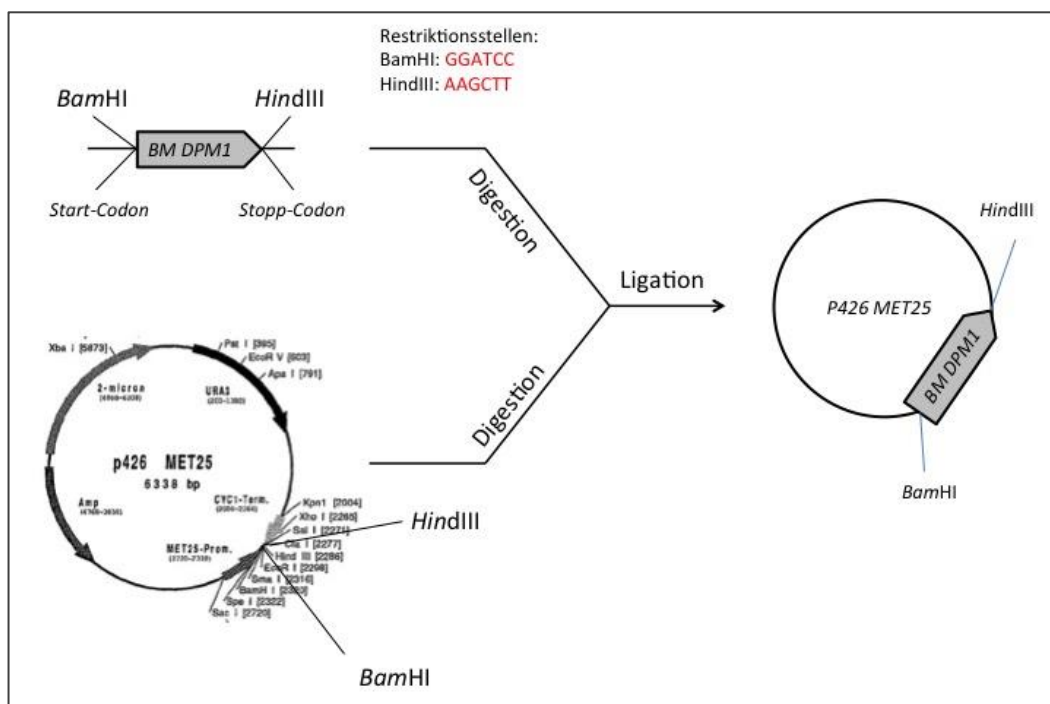 Restriktionsstellen:
BamHI: GGATCC
HindIII: AAGCTT
BamHI
HindIII
BM DPM1
Start-Codon
Stopp-Codon
Digestion
Ligation
Digestion
P426 MET25
HindIII
BM DPM1
BamHI
Xba I [5873]
Pst I [395]
EcoR V [603]
Apa I [791]
2-micron
URA3
p426 MET25
6338 bp
Amp
CYC1-Term.
MET25-Prom.
Kpn1 [2004]
Xho I [2265]
Sal I [2271]
Cla I [2277]
Hind III [2286]
EcoR I [2298]
Sma I [2316]
BamH I
Spe I [2322]
Sac I [2720]
HindIII
BamHI